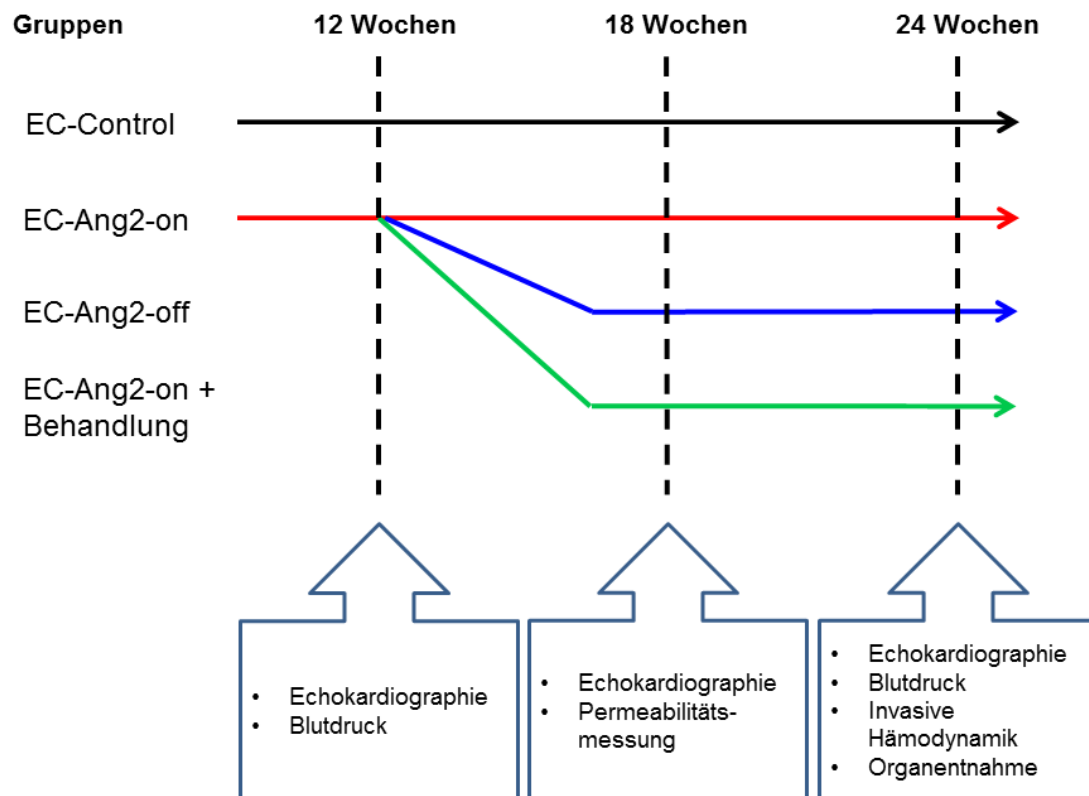 Gruppen 12 Wochen 18 Wochen 24 Wochen
EC-Control
EC-Ang2-on
EC-Ang2-off
EC-Ang2-on +
Behandlung
• Echokardiographie
• Blutdruck
• Echokardiographie
• Permeabilitäts-
messung
• Echokardiographie
• Blutdruck
• Invasive
Hämodynamik
• Organentnahme